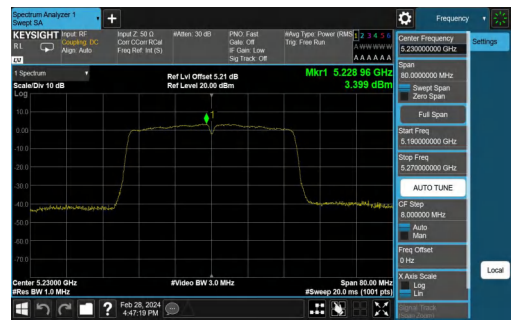 Spectrum Analyzer 1
Swept SA
Frequency
KEYSIGHT
RL
LV
Input: RF
Coupling: DC
Align: Auto
Input Z: 50 Ω
Corr CCorr RCal
Freq Ref: Int (S)
#Atten: 30 dB
PNO: Fast
Gate: Off
IF Gain: Low
Sig Track: Off
#Avg Type: Power (RMS
Trig: Free Run
1 2 3 4 5 6
A W W W W W
A A A A A A
1 Spectrum
Scale/Div 10 dB
Log
Ref Lvl Offset 5.21 dB
Ref Level 20.00 dBm
Mkr1 5.228 96 GHz
3.399 dBm
1
10.0
0.00
-10.0
-20.0
-30.0
-40.0
-50.0
-60.0
-70.0
Center 5.23000 GHz
#Res BW 1.0 MHz
#Video BW 3.0 MHz
Span 80.00 MHz
#Sweep 20.0 ms (1001 pts)
Center Frequency
5.230000000 GHz
Span
80.0000000 MHz
Swept Span
Zero Span
Full Span
Start Freq
5.190000000 GHz
Stop Freq
5.270000000 GHz
AUTO TUNE
CF Step
8.000000 MHz
Auto
Man
Freq Offset
0 Hz
X Axis Scale
Log
Lin
Signal Track
Settings
Local
?
Feb 28, 2024
4:47:19 PM